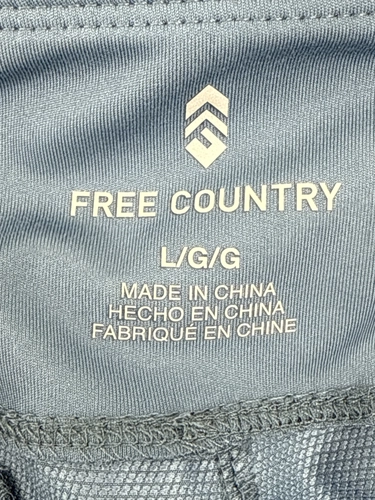 FREE COUNTRY
L/G/G
MADE IN CHINA
HECHO EN CHINA
FABRIQUÉ EN CHINE